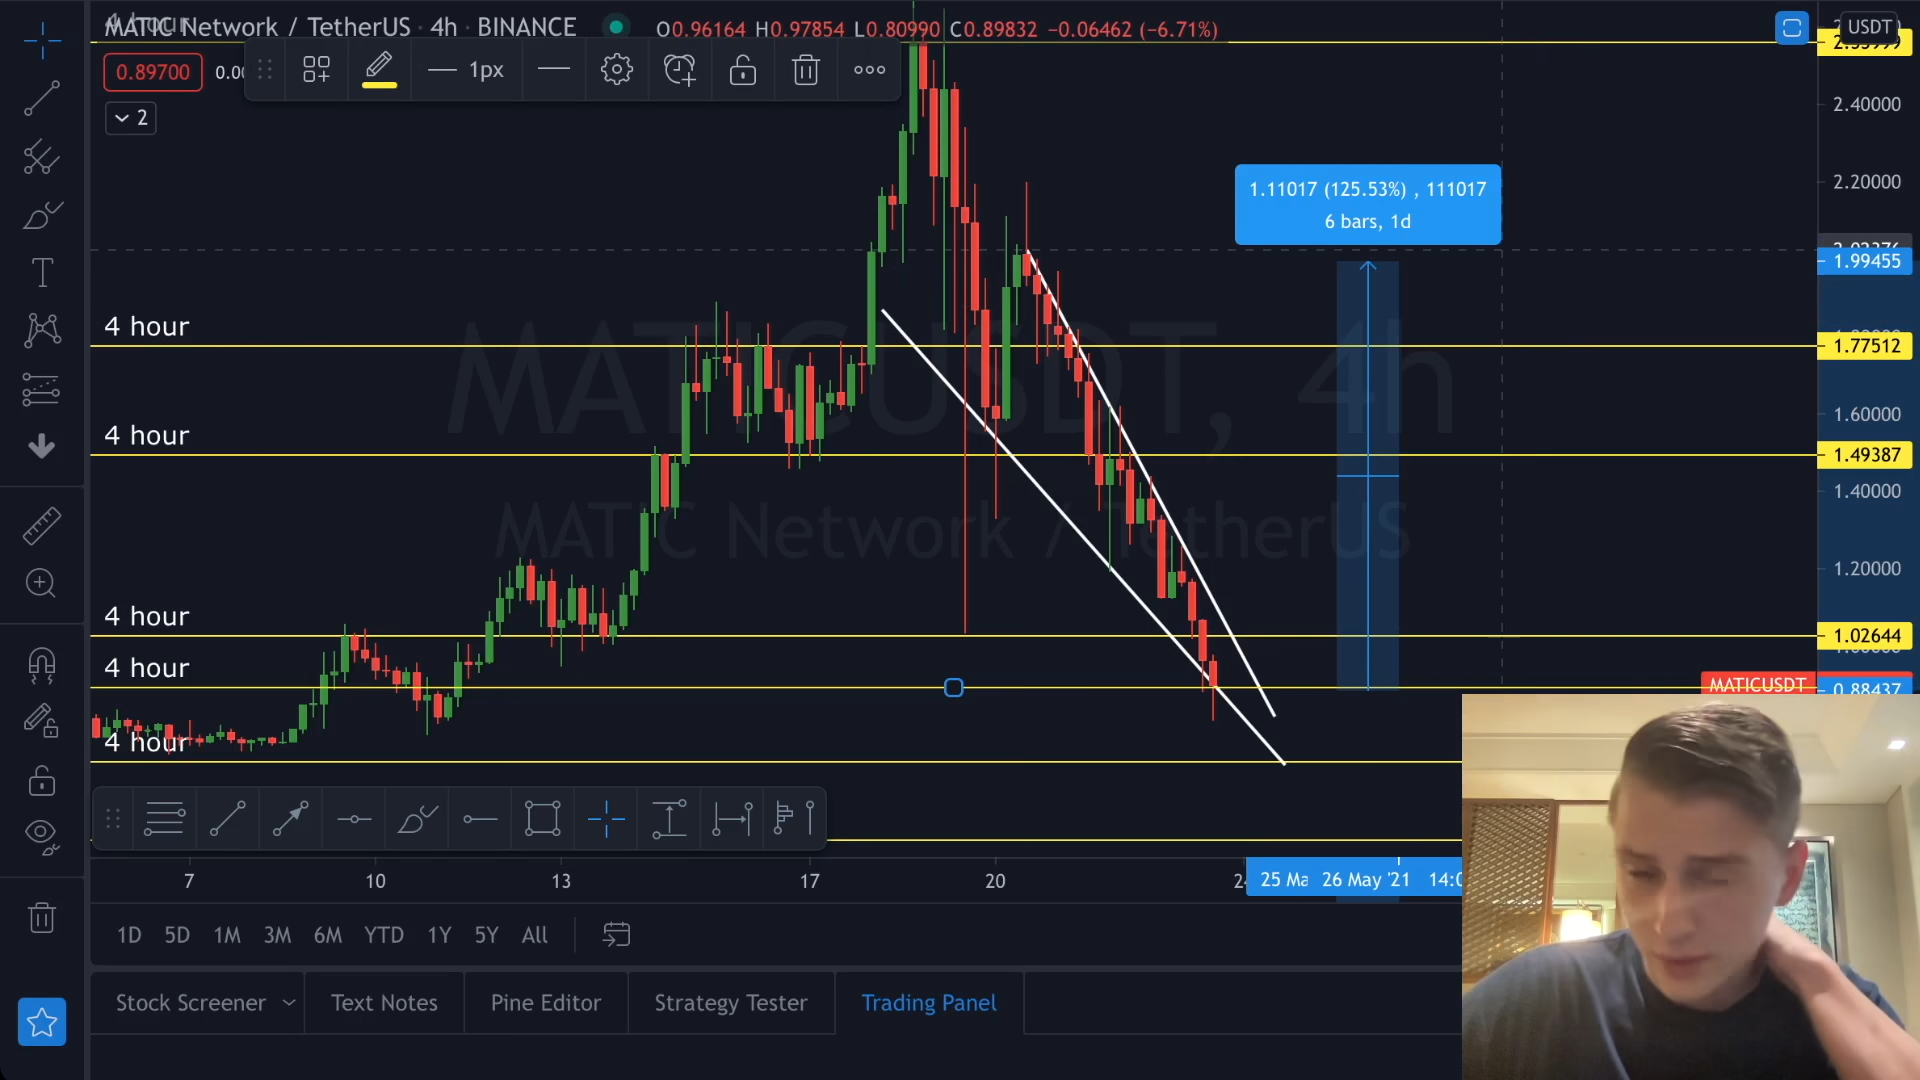 MATIC Network / TetherUS · 4h · BINANCE
O0.96164 H0.97854 L0.80990 C0.89832 −0.06462 (−6.71%)
USDT
0.89700 0.00
1px
2
2.40000
2.20000
1.11017 (125.53%) , 111017
6 bars, 1d
1.99455
4 hour
1.77512
MATICUSDT, 4h
1.60000
4 hour
1.49387
1.40000
MATIC Network / TetherUS
1.20000
4 hour
1.02644
4 hour
MATICUSDT
0.88437
4 hour
7 10 13 17 20
25 Ma 26 May '21 14:0
1D 5D 1M 3M 6M YTD 1Y 5Y All
Stock Screener Text Notes Pine Editor Strategy Tester Trading Panel